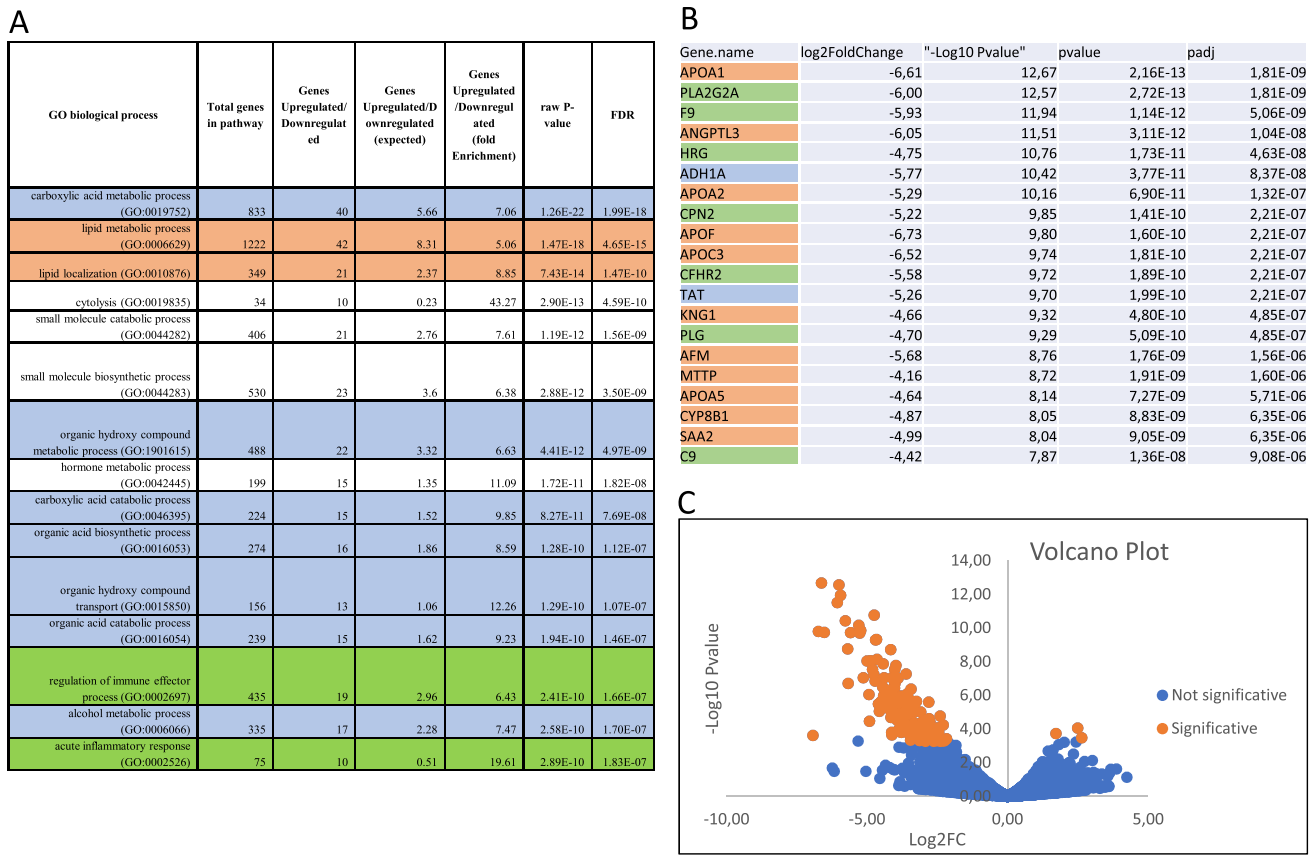 A
GO biological process
Total genes
in pathway
Genes
Upregulated/
Downregulat
ed
Genes
Upregulated/D
ownregulated
(expected)
Genes
Upregulated
/Downregul
ated
(fold
Enrichment)
raw P-
value
FDR
carboxylic acid metabolic process
(GO:0019752) 833 40 5.66 7.06 1.26E-22 1.99E-18
lipid metabolic process
(GO:0006629) 1222 42 8.31 5.06 1.47E-18 4.65E-15
lipid localization (GO:0010876) 349 21 2.37 8.85 7.43E-14 1.47E-10
cytolysis (GO:0019835) 34 10 0.23 43.27 2.90E-13 4.59E-10
small molecule catabolic process
(GO:0044282) 406 21 2.76 7.61 1.19E-12 1.56E-09
small molecule biosynthetic process
(GO:0044283) 530 23 3.6 6.38 2.88E-12 3.50E-09
organic hydroxy compound
metabolic process (GO:1901615) 488 22 3.32 6.63 4.41E-12 4.97E-09
hormone metabolic process
(GO:0042445) 199 15 1.35 11.09 1.72E-11 1.82E-08
carboxylic acid catabolic process
(GO:0046395) 224 15 1.52 9.85 8.27E-11 7.69E-08
organic acid biosynthetic process
(GO:0016053) 274 16 1.86 8.59 1.28E-10 1.12E-07
organic hydroxy compound
transport (GO:0015850) 156 13 1.06 12.26 1.29E-10 1.07E-07
organic acid catabolic process
(GO:0016054) 239 15 1.62 9.23 1.94E-10 1.46E-07
regulation of immune effector
process (GO:0002697) 435 19 2.96 6.43 2.41E-10 1.66E-07
alcohol metabolic process
(GO:0006066) 335 17 2.28 7.47 2.58E-10 1.70E-07
acute inflammatory response
(GO:0002526) 75 10 0.51 19.61 2.89E-10 1.83E-07
B
Gene.name log2FoldChange "-Log10 Pvalue" pvalue padj
APOA1 -6,61 12,67 2,16E-13 1,81E-09
PLA2G2A -6,00 12,57 2,72E-13 1,81E-09
F9 -5,93 11,94 1,14E-12 5,06E-09
ANGPTL3 -6,05 11,51 3,11E-12 1,04E-08
HRG -4,75 10,76 1,73E-11 4,63E-08
ADH1A -5,77 10,42 3,77E-11 8,37E-08
APOA2 -5,29 10,16 6,90E-11 1,32E-07
CPN2 -5,22 9,85 1,41E-10 2,21E-07
APOF -6,73 9,80 1,60E-10 2,21E-07
APOC3 -6,52 9,74 1,81E-10 2,21E-07
CFHR2 -5,58 9,72 1,89E-10 2,21E-07
TAT -5,26 9,70 1,99E-10 2,21E-07
KNG1 -4,66 9,32 4,80E-10 4,85E-07
PLG -4,70 9,29 5,09E-10 4,85E-07
AFM -5,68 8,76 1,76E-09 1,56E-06
MTTP -4,16 8,72 1,91E-09 1,60E-06
APOA5 -4,64 8,14 7,27E-09 5,71E-06
CYP8B1 -4,87 8,05 8,83E-09 6,35E-06
SAA2 -4,99 8,04 9,05E-09 6,35E-06
C9 -4,42 7,87 1,36E-08 9,08E-06
C
Volcano Plot
14,00
12,00
10,00
8,00
6,00
4,00
2,00
0,00
-Log10 Pvalue
Not significative
Significative
-10,00 -5,00 0,00 5,00
Log2FC